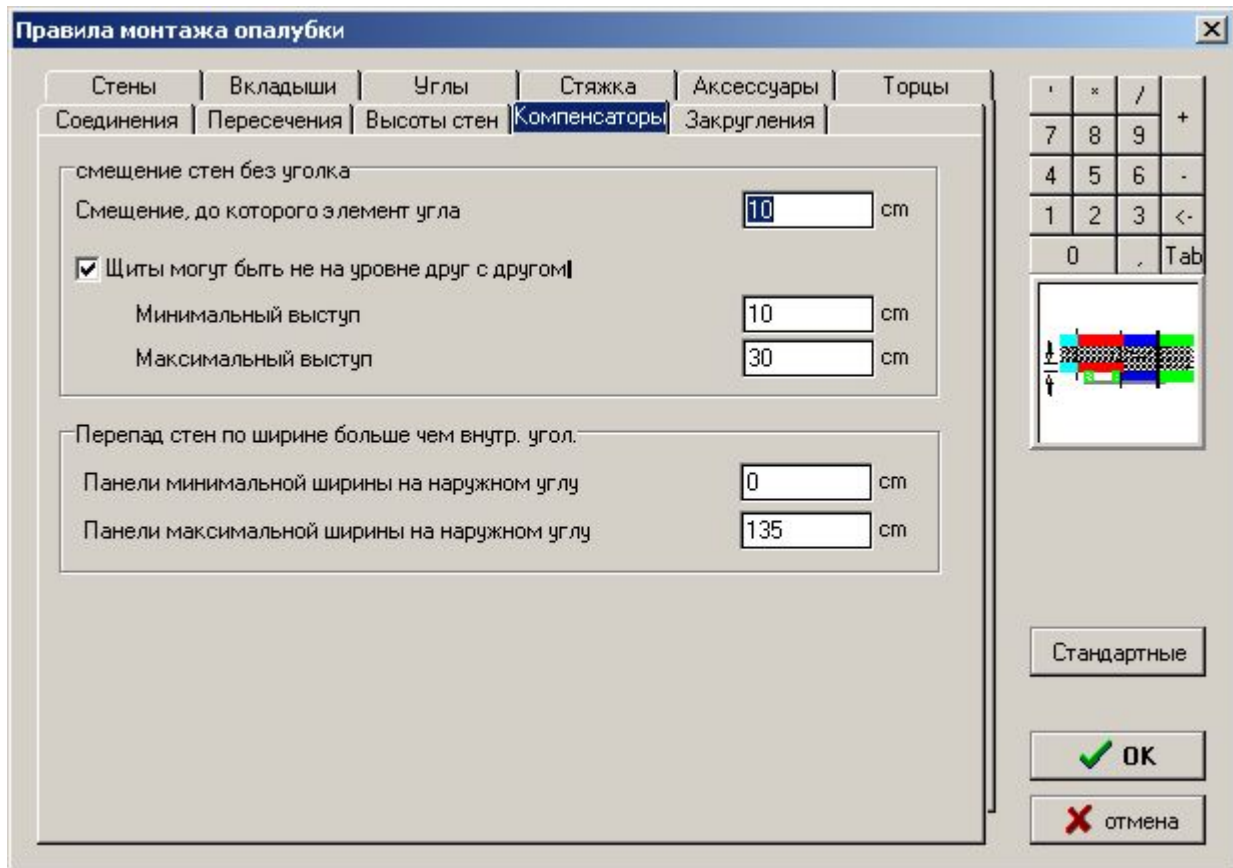 Правила монтажа опалубки
Стены Вкладыши Углы Стяжка Аксессуары Торцы
Соединения Пересечения Высоты стен Компенсаторы Закругления
смещение стен без уголка
Смещение, до которого элемент угла 10 cm
Щиты могут быть не на уровне друг с другом
Минимальный выступ 10 cm
Максимальный выступ 30 cm
Перепад стен по ширине больше чем внутр. угол.
Панели минимальной ширины на наружном углу 0 cm
Панели максимальной ширины на наружном углу 135 cm
' * / +
7 8 9
4 5 6 -
1 2 3 <-
0 , Tab
Стандартные
OK
отмена